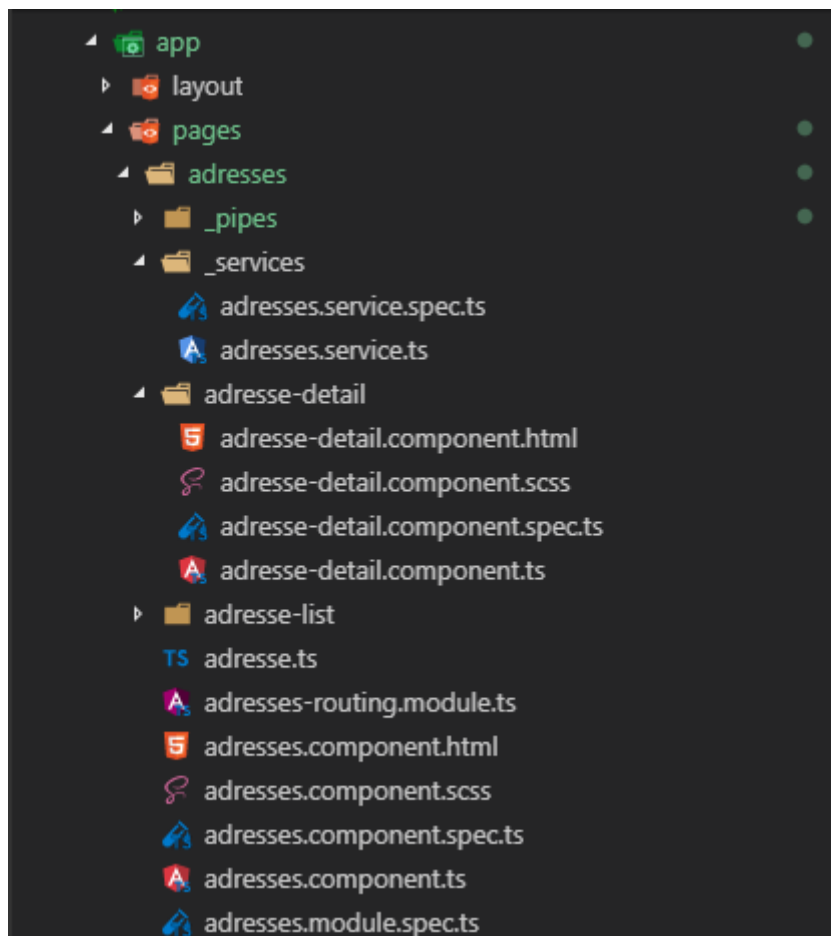 app
layout
pages
adresses
_pipes
_services
adresses.service.spec.ts
adresses.service.ts
adresse-detail
adresse-detail.component.html
adresse-detail.component.scss
adresse-detail.component.spec.ts
adresse-detail.component.ts
adresse-list
TS adresse.ts
adresses-routing.module.ts
adresses.component.html
adresses.component.scss
adresses.component.spec.ts
adresses.component.ts
adresses.module.spec.ts